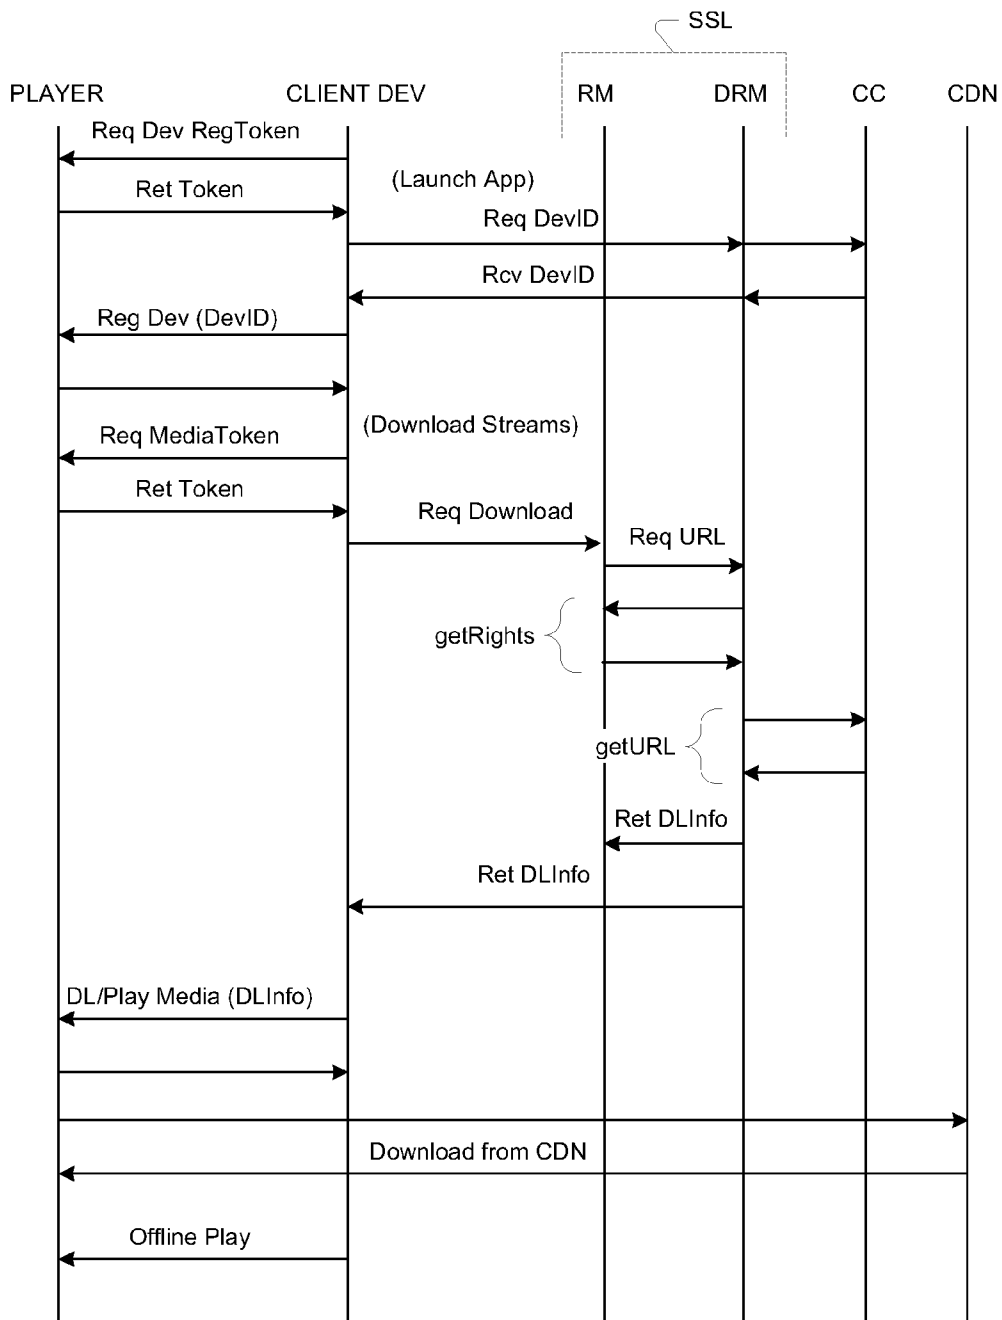 SSL
PLAYER CLIENT DEV RM DRM CC CDN
Req Dev RegToken
(Launch App)
Ret Token
Req DevID
Rcv DevID
Reg Dev (DevID)
(Download Streams)
Req MediaToken
Ret Token
Req Download
Req URL
getRights
getURL
Ret DLInfo
Ret DLInfo
DL/Play Media (DLInfo)
Download from CDN
Offline Play